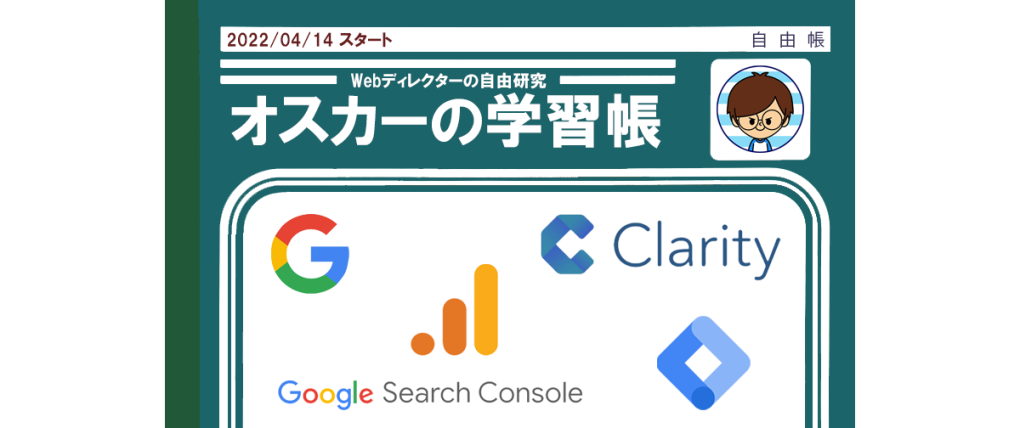 2022/04/14 スタート
自由帳
Webディレクターの自由研究
オスカーの学習帳
Clarity
Google Search Console